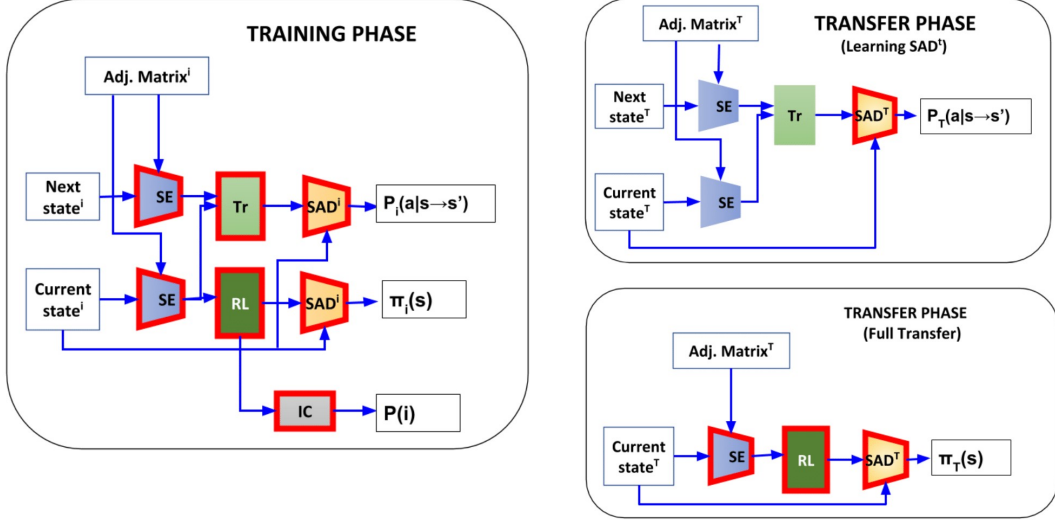 TRAINING PHASE
Adj. Matrixⁱ
Next
stateⁱ
SE
Tr
SADⁱ
Pᵢ(a|s→s’)
Current
stateⁱ
SE
RL
SADⁱ
πᵢ(s)
IC
P(i)
TRANSFER PHASE
(Learning SADᵗ)
Adj. Matrixᵀ
Next
stateᵀ
SE
Tr
SADᵀ
P_T(a|s→s’)
Current
stateᵀ
SE
TRANSFER PHASE
(Full Transfer)
Adj. Matrixᵀ
Current
stateᵀ
SE
RL
SADᵀ
π_T(s)